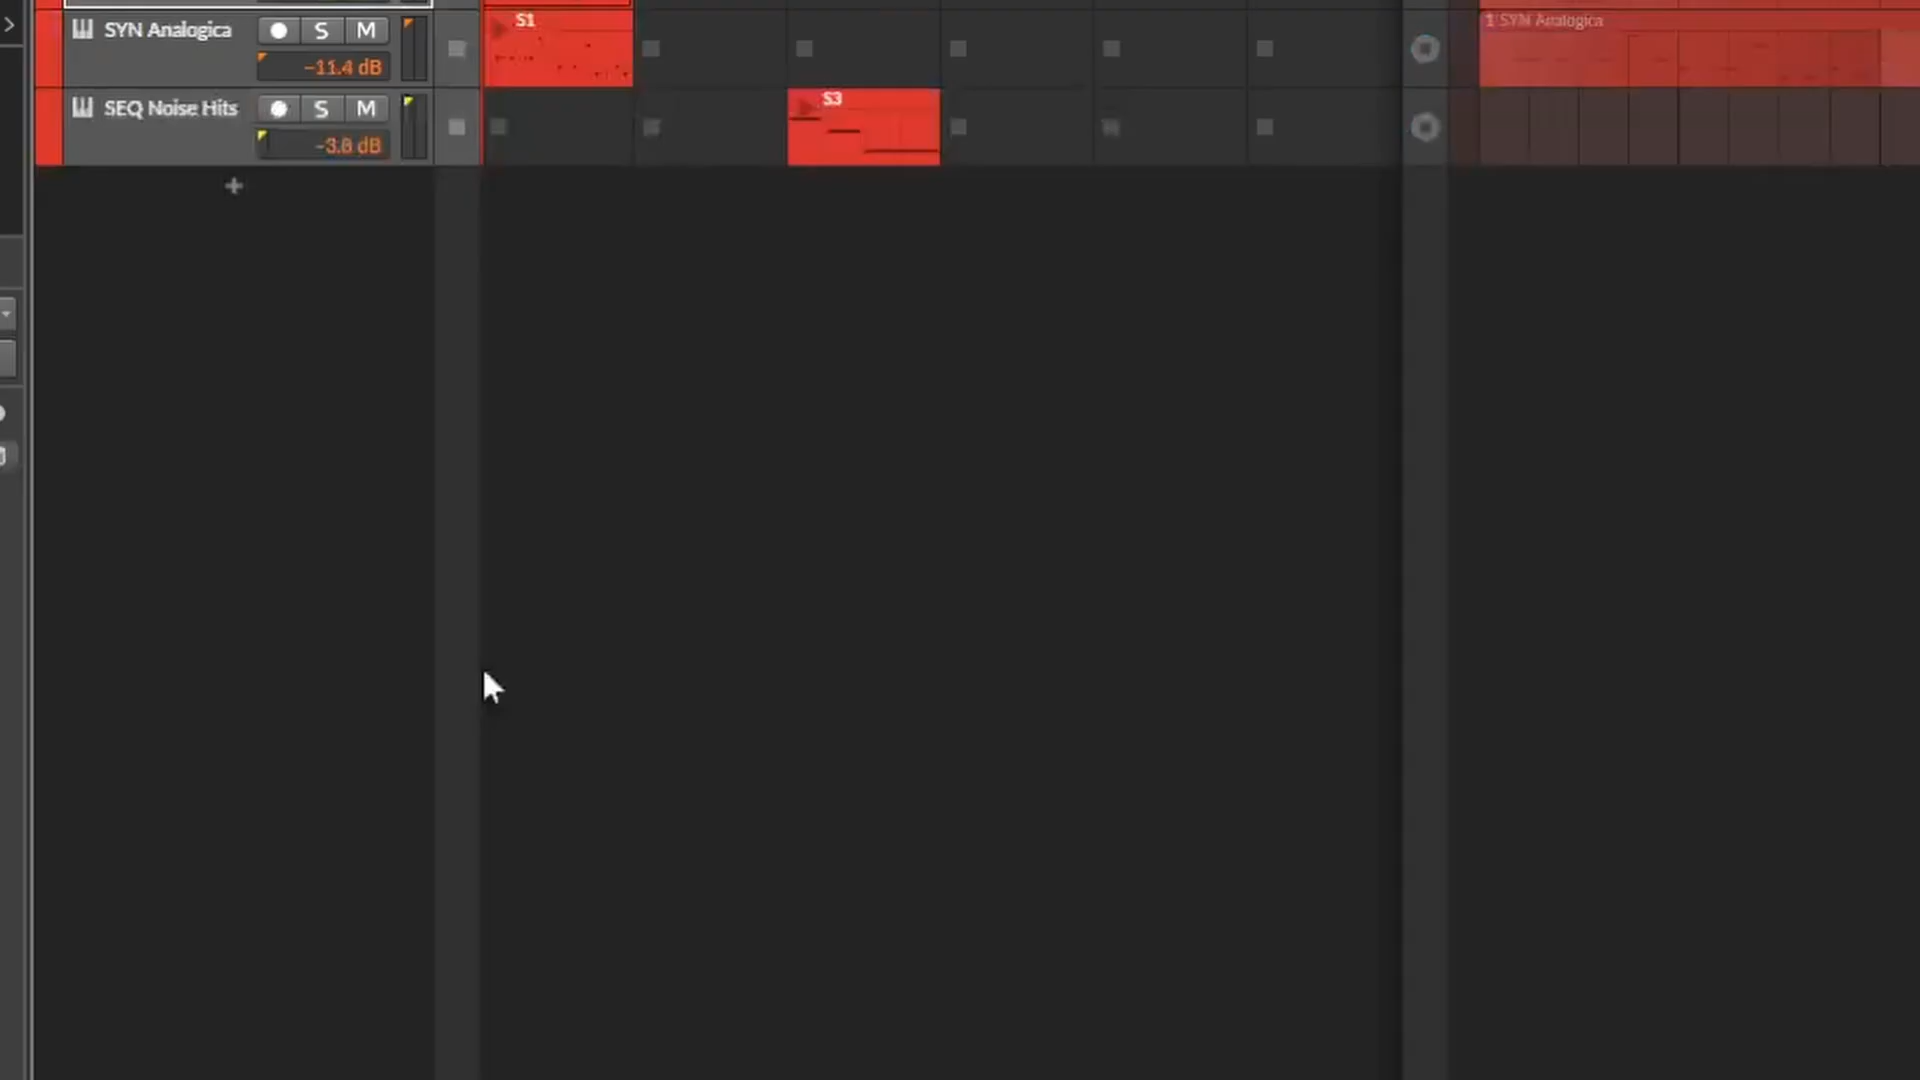 SYN Analogica S M S1 1 SYN Analogica
-11.4 dB
SEQ Noise Hits S M S3
-3.8 dB